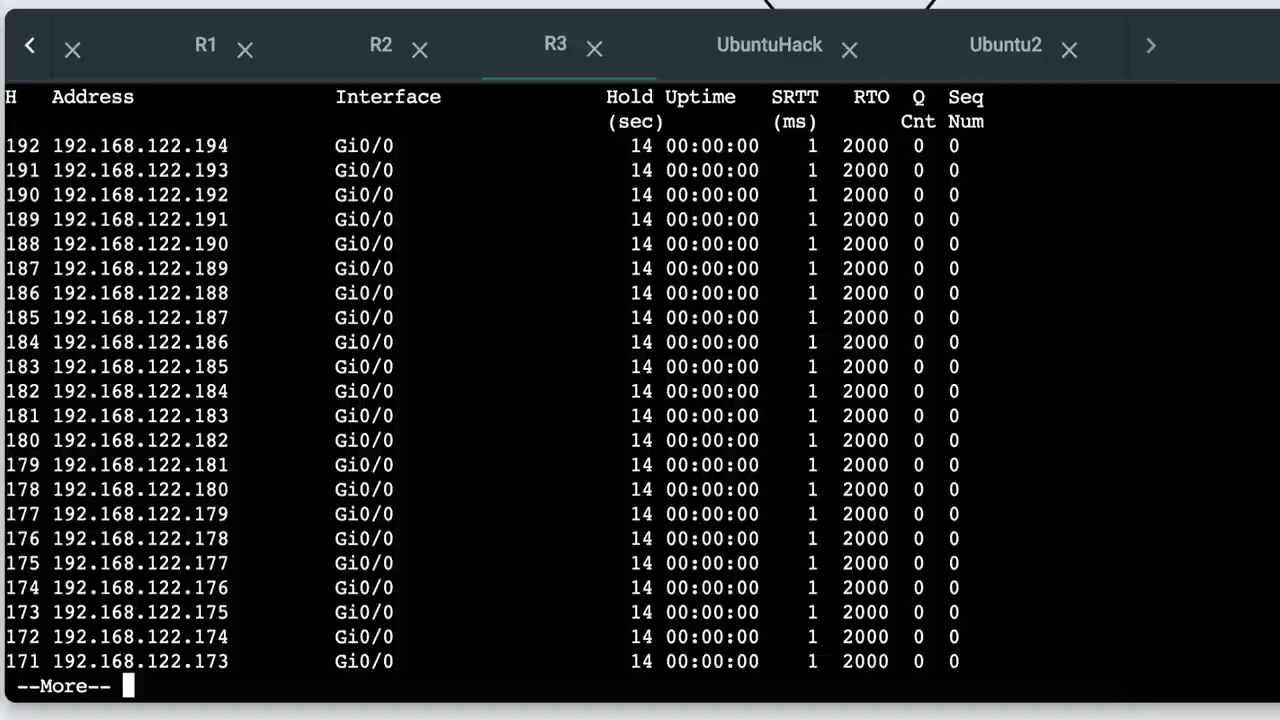 R1 R2 R3 UbuntuHack Ubuntu2
H Address Interface Hold Uptime SRTT RTO Q Seq
(sec) (ms) Cnt Num
192 192.168.122.194 Gi0/0 14 00:00:00 1 2000 0 0
191 192.168.122.193 Gi0/0 14 00:00:00 1 2000 0 0
190 192.168.122.192 Gi0/0 14 00:00:00 1 2000 0 0
189 192.168.122.191 Gi0/0 14 00:00:00 1 2000 0 0
188 192.168.122.190 Gi0/0 14 00:00:00 1 2000 0 0
187 192.168.122.189 Gi0/0 14 00:00:00 1 2000 0 0
186 192.168.122.188 Gi0/0 14 00:00:00 1 2000 0 0
185 192.168.122.187 Gi0/0 14 00:00:00 1 2000 0 0
184 192.168.122.186 Gi0/0 14 00:00:00 1 2000 0 0
183 192.168.122.185 Gi0/0 14 00:00:00 1 2000 0 0
182 192.168.122.184 Gi0/0 14 00:00:00 1 2000 0 0
181 192.168.122.183 Gi0/0 14 00:00:00 1 2000 0 0
180 192.168.122.182 Gi0/0 14 00:00:00 1 2000 0 0
179 192.168.122.181 Gi0/0 14 00:00:00 1 2000 0 0
178 192.168.122.180 Gi0/0 14 00:00:00 1 2000 0 0
177 192.168.122.179 Gi0/0 14 00:00:00 1 2000 0 0
176 192.168.122.178 Gi0/0 14 00:00:00 1 2000 0 0
175 192.168.122.177 Gi0/0 14 00:00:00 1 2000 0 0
174 192.168.122.176 Gi0/0 14 00:00:00 1 2000 0 0
173 192.168.122.175 Gi0/0 14 00:00:00 1 2000 0 0
172 192.168.122.174 Gi0/0 14 00:00:00 1 2000 0 0
171 192.168.122.173 Gi0/0 14 00:00:00 1 2000 0 0
--More--